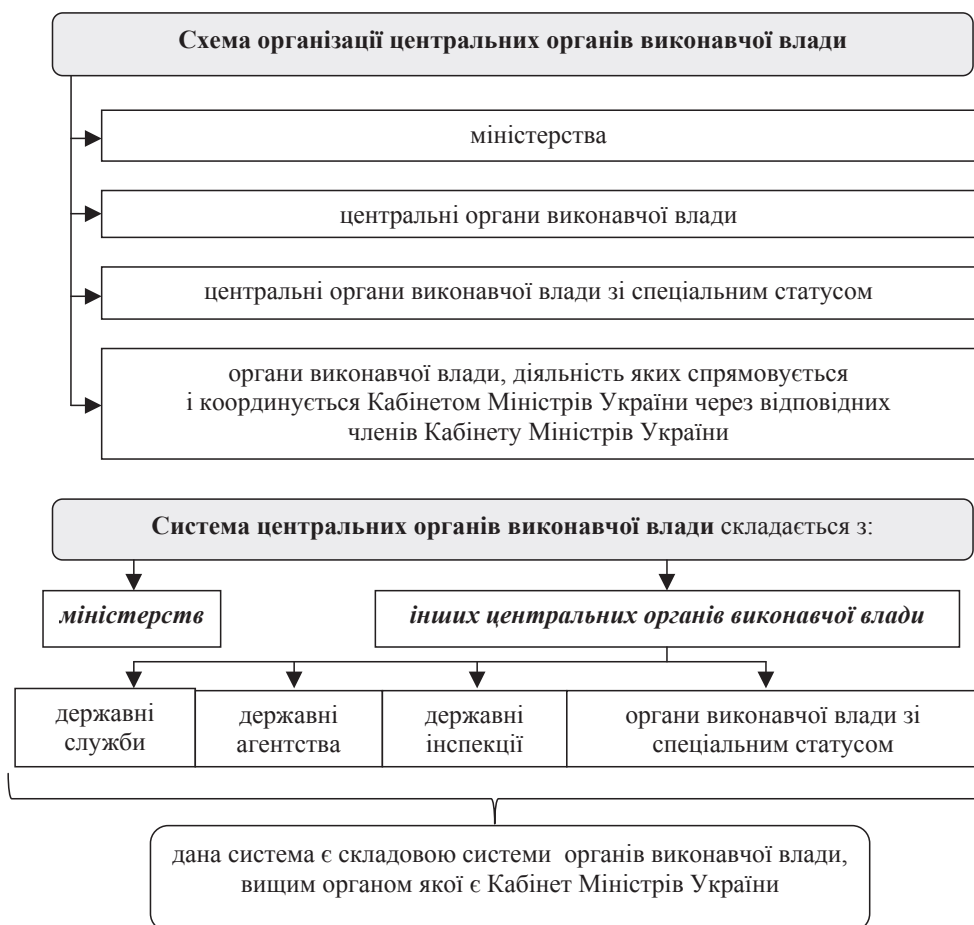 Схема організації центральних органів виконавчої влади
міністерства
центральні органи виконавчої влади
центральні органи виконавчої влади зі спеціальним статусом
органи виконавчої влади, діяльність яких спрямовується
і координується Кабінетом Міністрів України через відповідних
членів Кабінету Міністрів України
Система центральних органів виконавчої влади складається з:
міністерств
інших центральних органів виконавчої влади
державні
служби
державні
агентства
державні
інспекції
органи виконавчої влади зі
спеціальним статусом
дана система є складовою системи органів виконавчої влади,
вищим органом якої є Кабінет Міністрів України